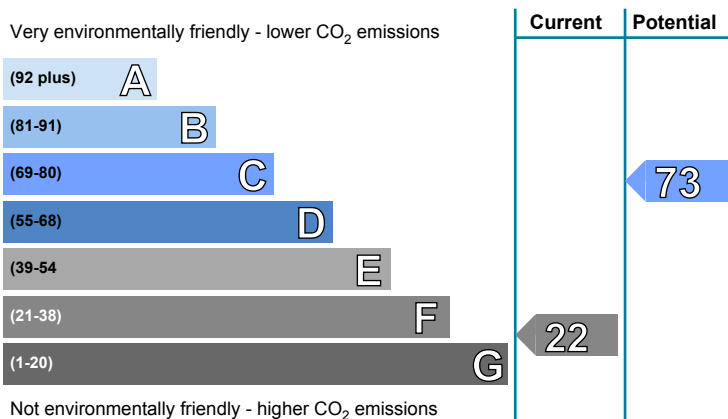 Current Potential
Very environmentally friendly - lower CO2 emissions
(92 plus) A
(81-91) B
(69-80) C
73
(55-68) D
(39-54 E
(21-38) F
22
(1-20) G
Not environmentally friendly - higher CO2 emissions